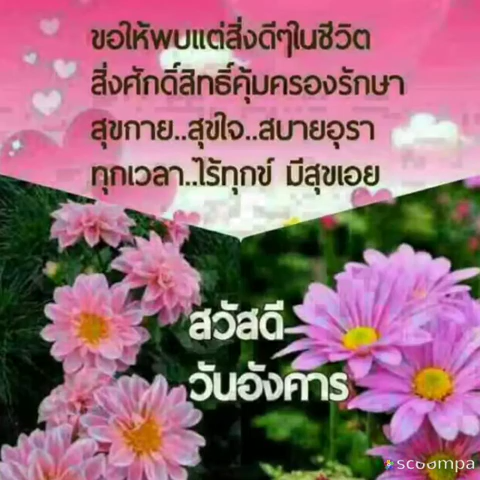 ขอให้พบแต่สิ่งดีๆในชีวิต
สิ่งศักดิ์สิทธิ์คุ้มครองรักษา
สุขกาย..สุขใจ..สบายอุรา
ทุกเวลา..ไร้ทุกข์ มีสุขเอย
สวัสดี
วันอังคาร
scoompa